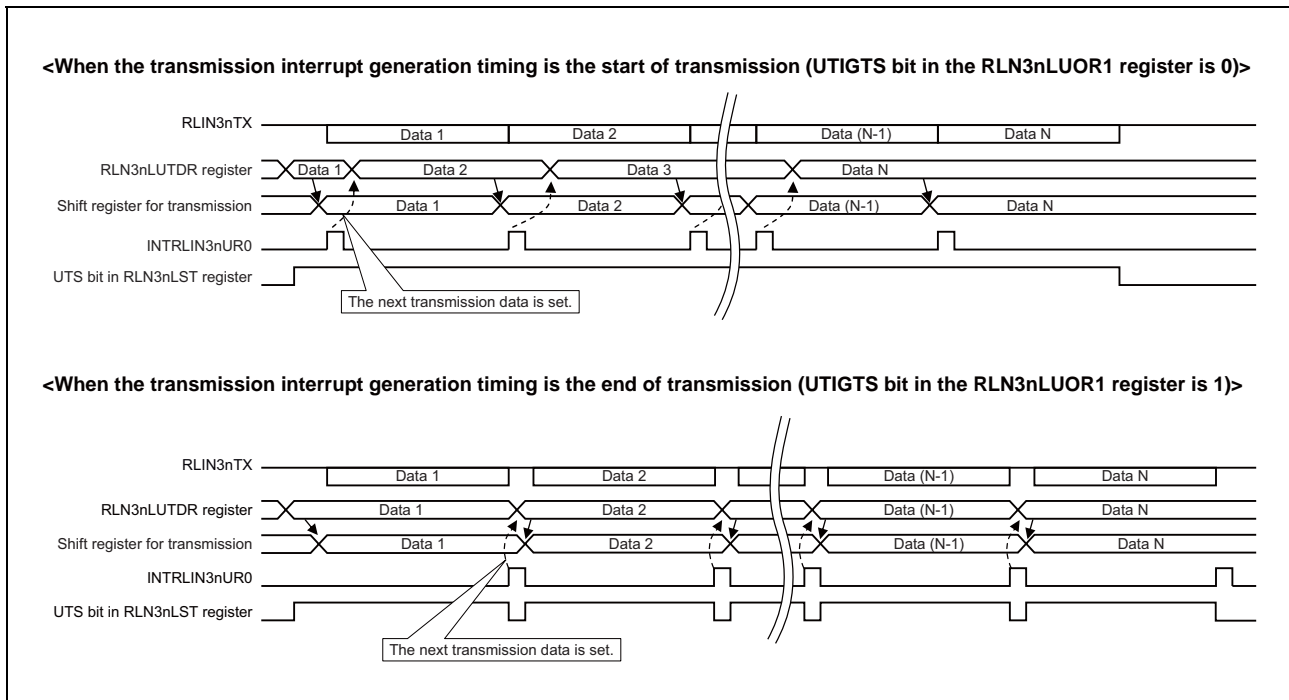 <When the transmission interrupt generation timing is the start of transmission (UTIGTS bit in the RLN3nLUOR1 register is 0)>
RLIN3nTX
Data 1 Data 2 Data (N-1) Data N
RLN3nLUTDR register
Data 1 Data 2 Data 3 Data N
Shift register for transmission
Data 1 Data 2 Data (N-1) Data N
INTRLIN3nUR0
UTS bit in RLN3nLST register
The next transmission data is set.
<When the transmission interrupt generation timing is the end of transmission (UTIGTS bit in the RLN3nLUOR1 register is 1)>
RLIN3nTX
Data 1 Data 2 Data (N-1) Data N
RLN3nLUTDR register
Data 1 Data 2 Data (N-1) Data N
Shift register for transmission
Data 1 Data 2 Data (N-1) Data N
INTRLIN3nUR0
UTS bit in RLN3nLST register
The next transmission data is set.